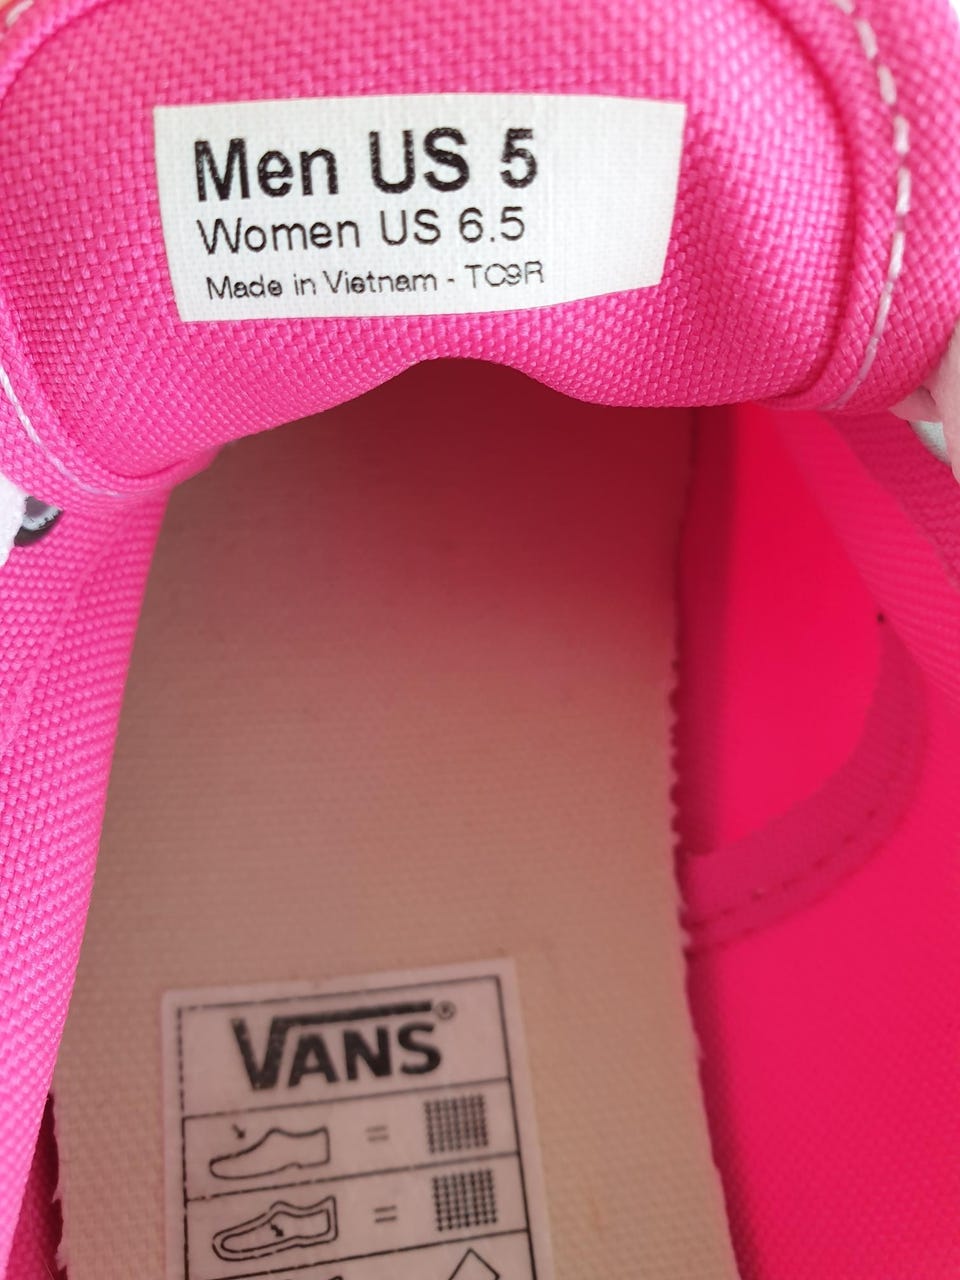 Men US 5
Women US 6.5
Made in Vietnam - TC9R
VANS®
=
=